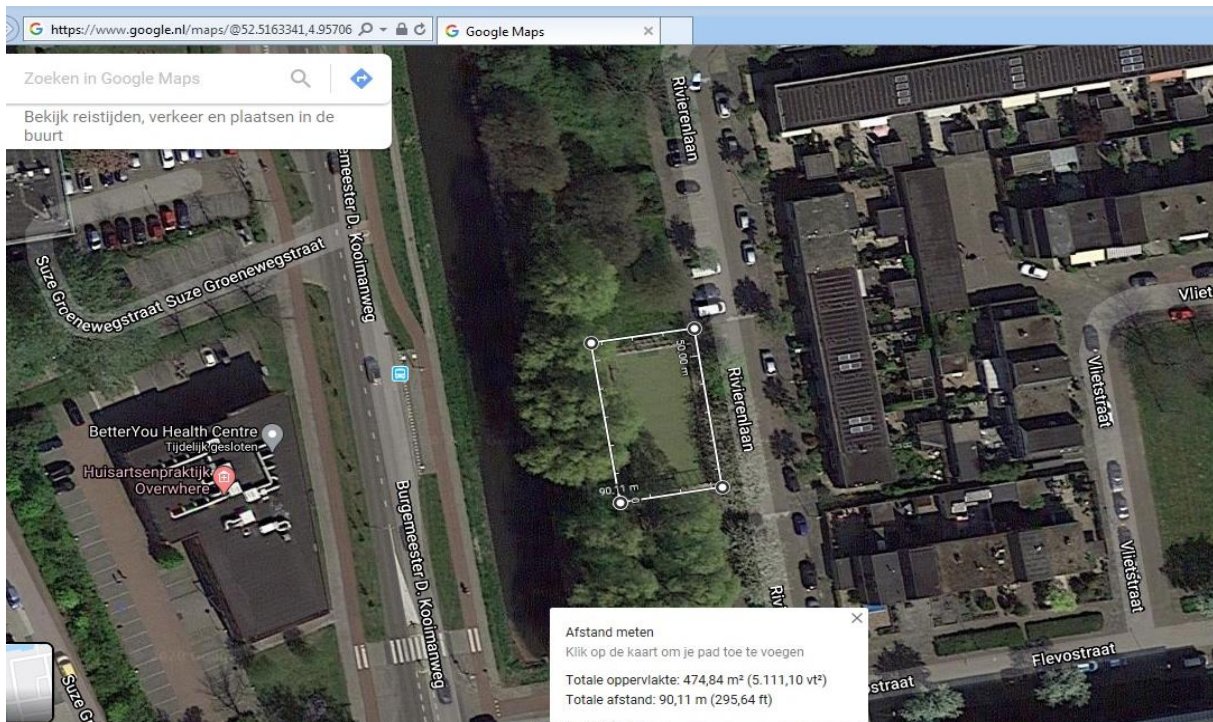 https://www.google.nl/maps/@52.5163341,4.95706
Google Maps
Zoeken in Google Maps
Bekijk reistijden, verkeer en plaatsen in de
buurt
Rivierenlaan
emeester D. Kooimanweg
Suze Groenewegstraat
Suze Groenewegstraat
Vliet
50.00 m
Rivierenlaan
Vlietstraat
BetterYou Health Centre
Tijdelijk gesloten
Huisartsenpraktijk
Overwhere
90.11
Burgemeester D. Kooimanweg
Vlietstraat
Riv
Afstand meten
Klik op de kaart om je pad toe te voegen
Totale oppervlakte: 474,84 m² (5.111,10 vt²)
Totale afstand: 90,11 m (295,64 ft)
straat
Flevostraat
Suze G